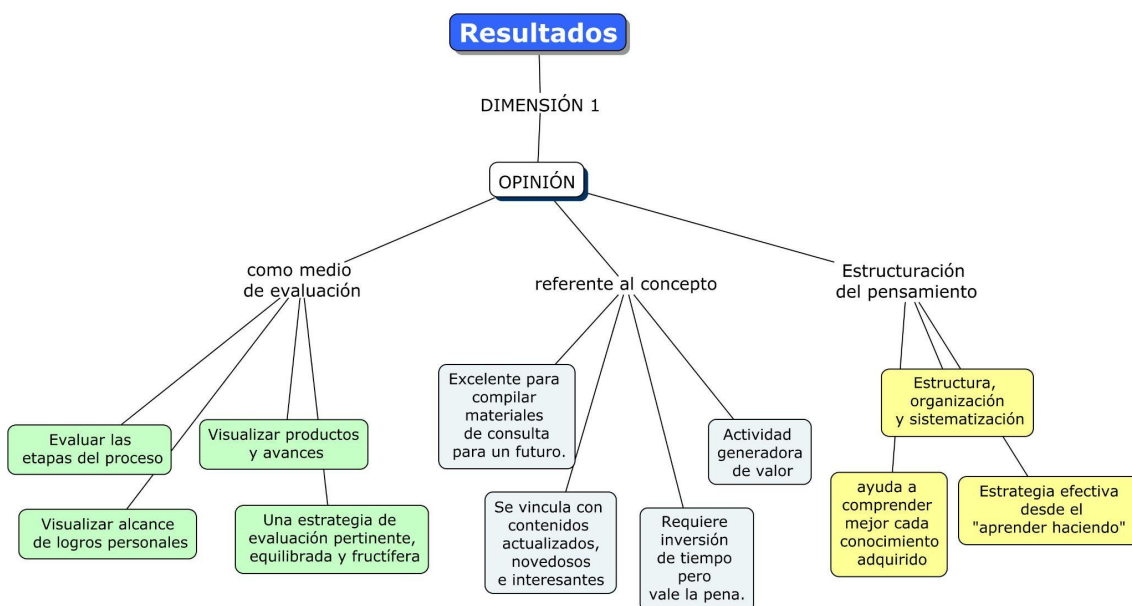 Resultados
DIMENSIÓN 1
OPINIÓN
como medio
de evaluación
referente al concepto
Estructuración
del pensamiento
Evaluar las
etapas del proceso
Visualizar productos
y avances
Visualizar alcance
de logros personales
Una estrategia de
evaluación pertinente,
equilibrada y fructífera
Excelente para
compilar
materiales
de consulta
para un futuro.
Actividad
generadora
de valor
Se vincula con
contenidos
actualizados,
novedosos
e interesantes
Requiere
inversión
de tiempo
pero
vale la pena.
Estructura,
organización
y sistematización
ayuda a
comprender
mejor cada
conocimiento
adquirido
Estrategia efectiva
desde el
"aprender haciendo"